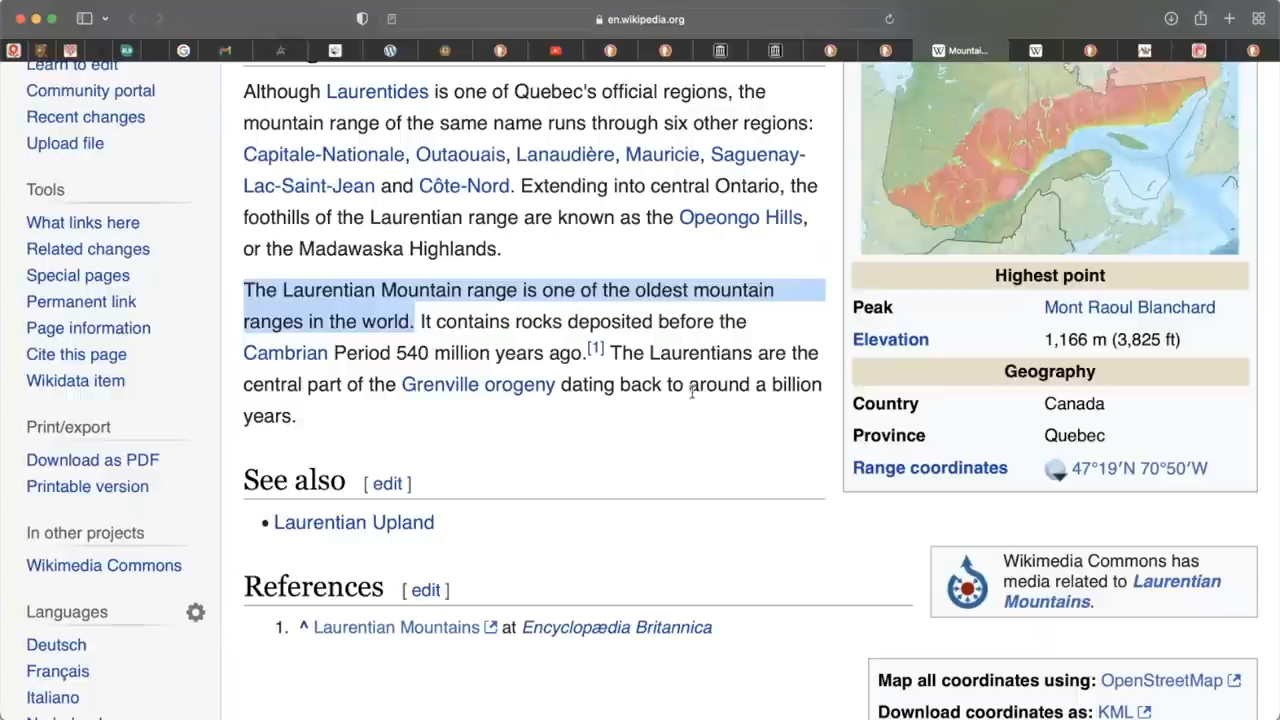 en.wikipedia.org
Mountai...
Learn to edit
Community portal
Recent changes
Upload file
Tools
What links here
Related changes
Special pages
Permanent link
Page information
Cite this page
Wikidata item
Print/export
Download as PDF
Printable version
In other projects
Wikimedia Commons
Languages
Deutsch
Français
Italiano
Although Laurentides is one of Quebec's official regions, the
mountain range of the same name runs through six other regions:
Capitale-Nationale, Outaouais, Lanaudière, Mauricie, Saguenay-
Lac-Saint-Jean and Côte-Nord. Extending into central Ontario, the
foothills of the Laurentian range are known as the Opeongo Hills,
or the Madawaska Highlands.
The Laurentian Mountain range is one of the oldest mountain
ranges in the world. It contains rocks deposited before the
Cambrian Period 540 million years ago.[1] The Laurentians are the
central part of the Grenville orogeny dating back to around a billion
years.
See also [ edit ]
• Laurentian Upland
References [ edit ]
1. ^ Laurentian Mountains at Encyclopædia Britannica
Highest point
Peak Mont Raoul Blanchard
Elevation 1,166 m (3,825 ft)
Geography
Country Canada
Province Quebec
Range coordinates 47°19′N 70°50′W
Wikimedia Commons has
media related to Laurentian
Mountains.
Map all coordinates using: OpenStreetMap
Download coordinates as: KML